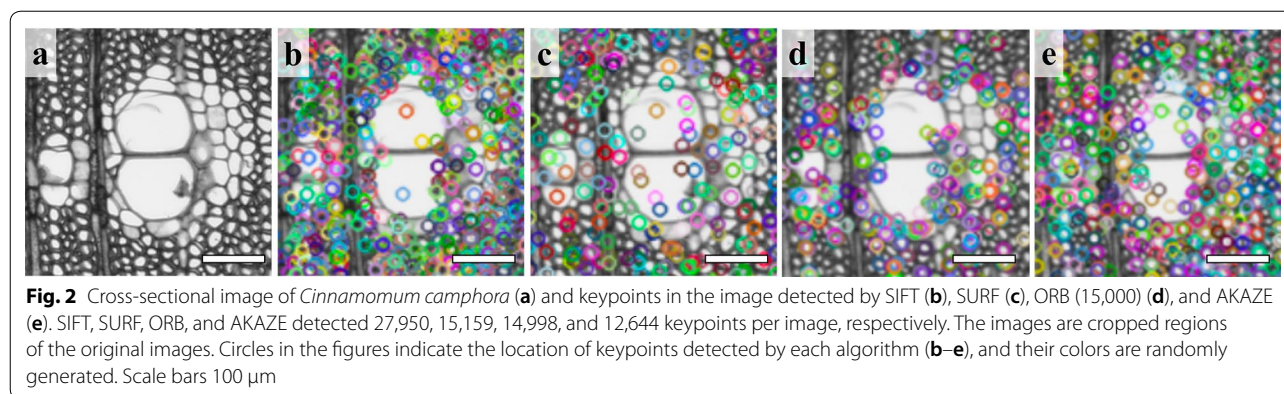 a b c d e
Fig. 2 Cross-sectional image of Cinnamomum camphora (a) and keypoints in the image detected by SIFT (b), SURF (c), ORB (15,000) (d), and AKAZE
(e). SIFT, SURF, ORB, and AKAZE detected 27,950, 15,159, 14,998, and 12,644 keypoints per image, respectively. The images are cropped regions
of the original images. Circles in the figures indicate the location of keypoints detected by each algorithm (b–e), and their colors are randomly
generated. Scale bars 100 μm